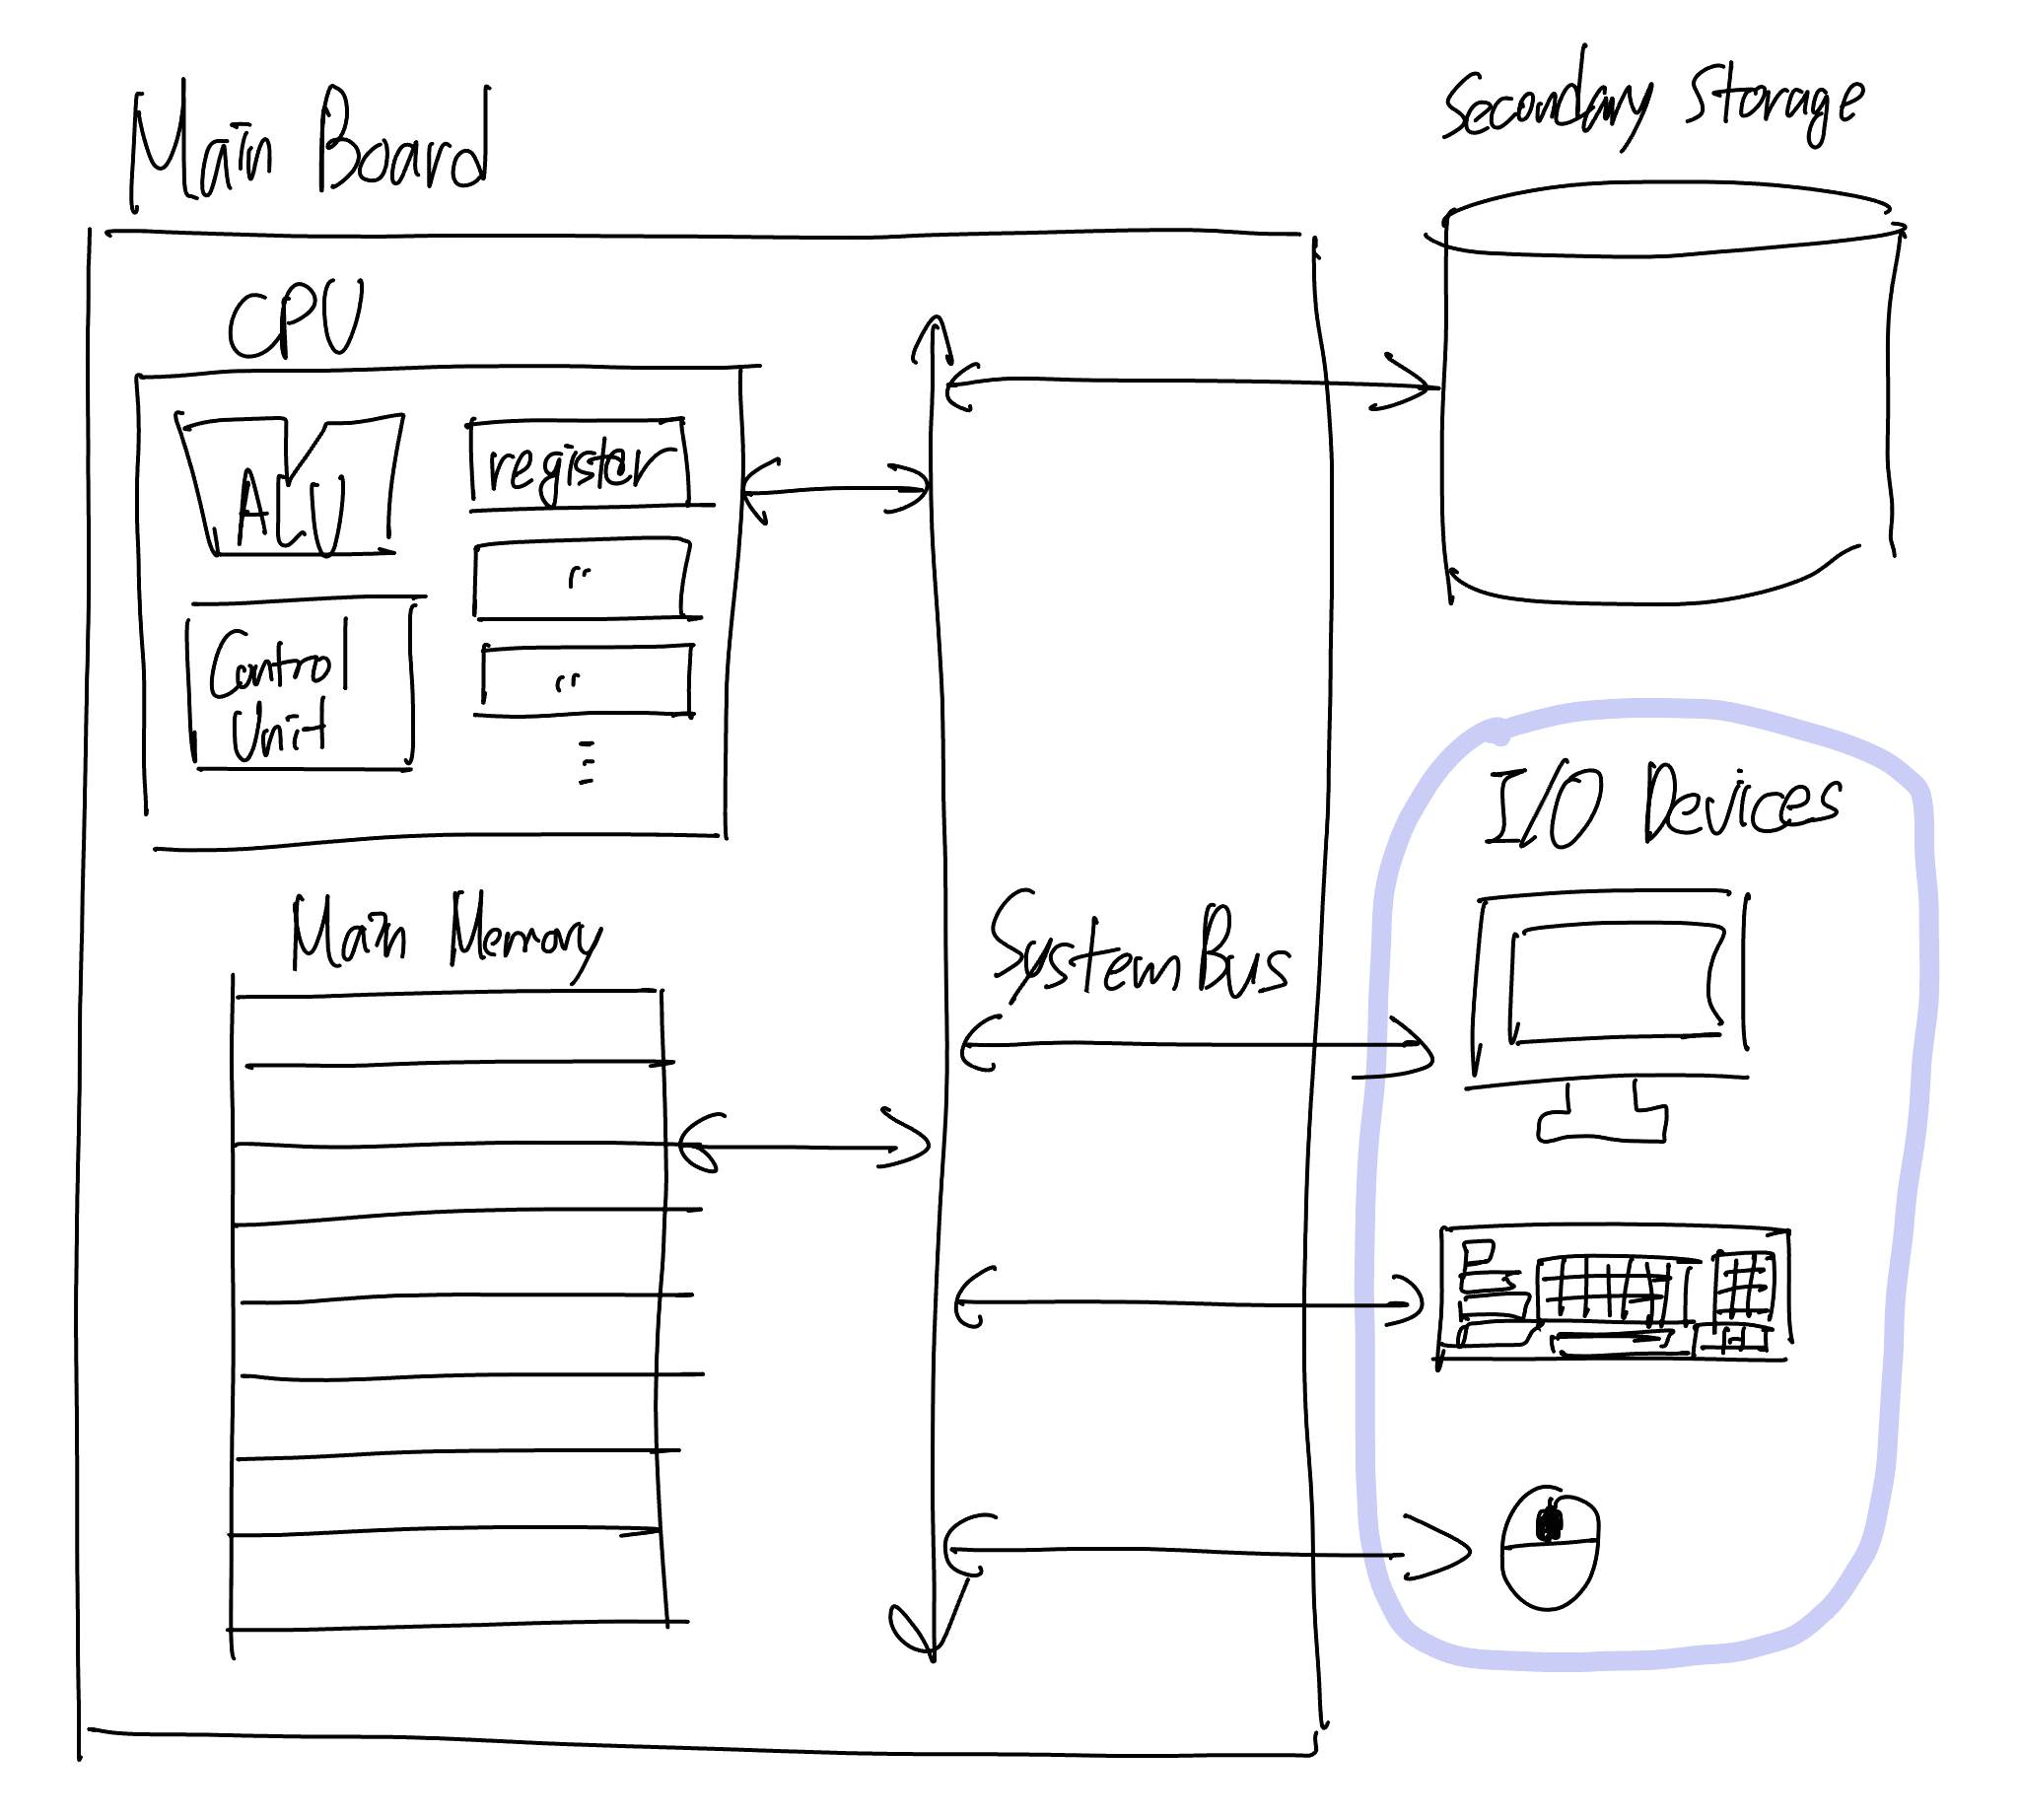 Main Board
Secondary Storage
CPU
ALU
register
"
"
Control
Unit
I/O Devices
Main Memory
System Bus